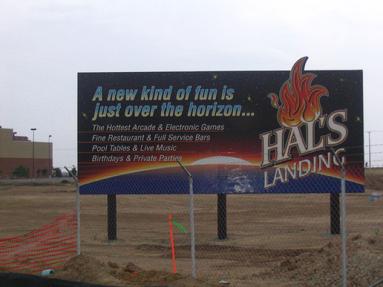 A new kind of fun is
just over the horizon...
The Hottest Arcade & Electronic Games
Fine Restaurant & Full Service Bars
Pool Tables & Live Music
Birthdays & Private Parties
HAL'S
LANDING